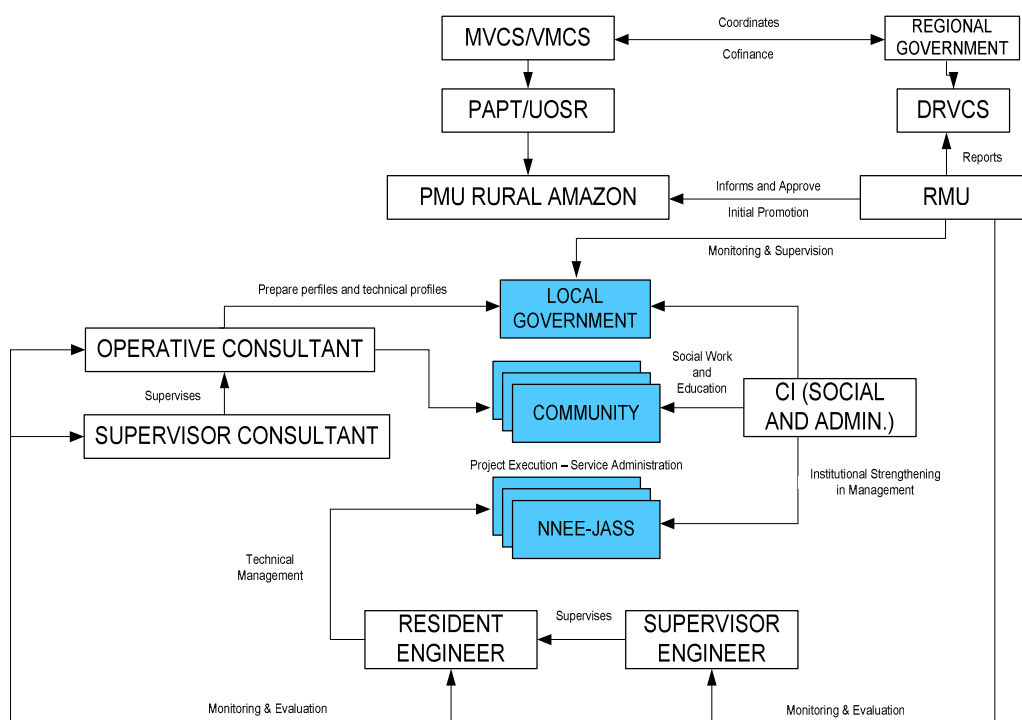 MVCS/VMCS
Coordinates
Cofinance
REGIONAL
GOVERNMENT
PAPT/UOSR
DRVCS
Reports
PMU RURAL AMAZON
Informs and Approve
Initial Promotion
RMU
Monitoring & Supervision
Prepare perfiles and technical profiles
LOCAL
GOVERNMENT
OPERATIVE CONSULTANT
Social Work
and
Education
Supervises
COMMUNITY
CI (SOCIAL
AND ADMIN.)
SUPERVISOR CONSULTANT
Project Execution – Service Administration
Institutional Strengthening
in Management
NNEE-JASS
Technical
Management
RESIDENT
ENGINEER
Supervises
SUPERVISOR
ENGINEER
Monitoring & Evaluation
Monitoring & Evaluation